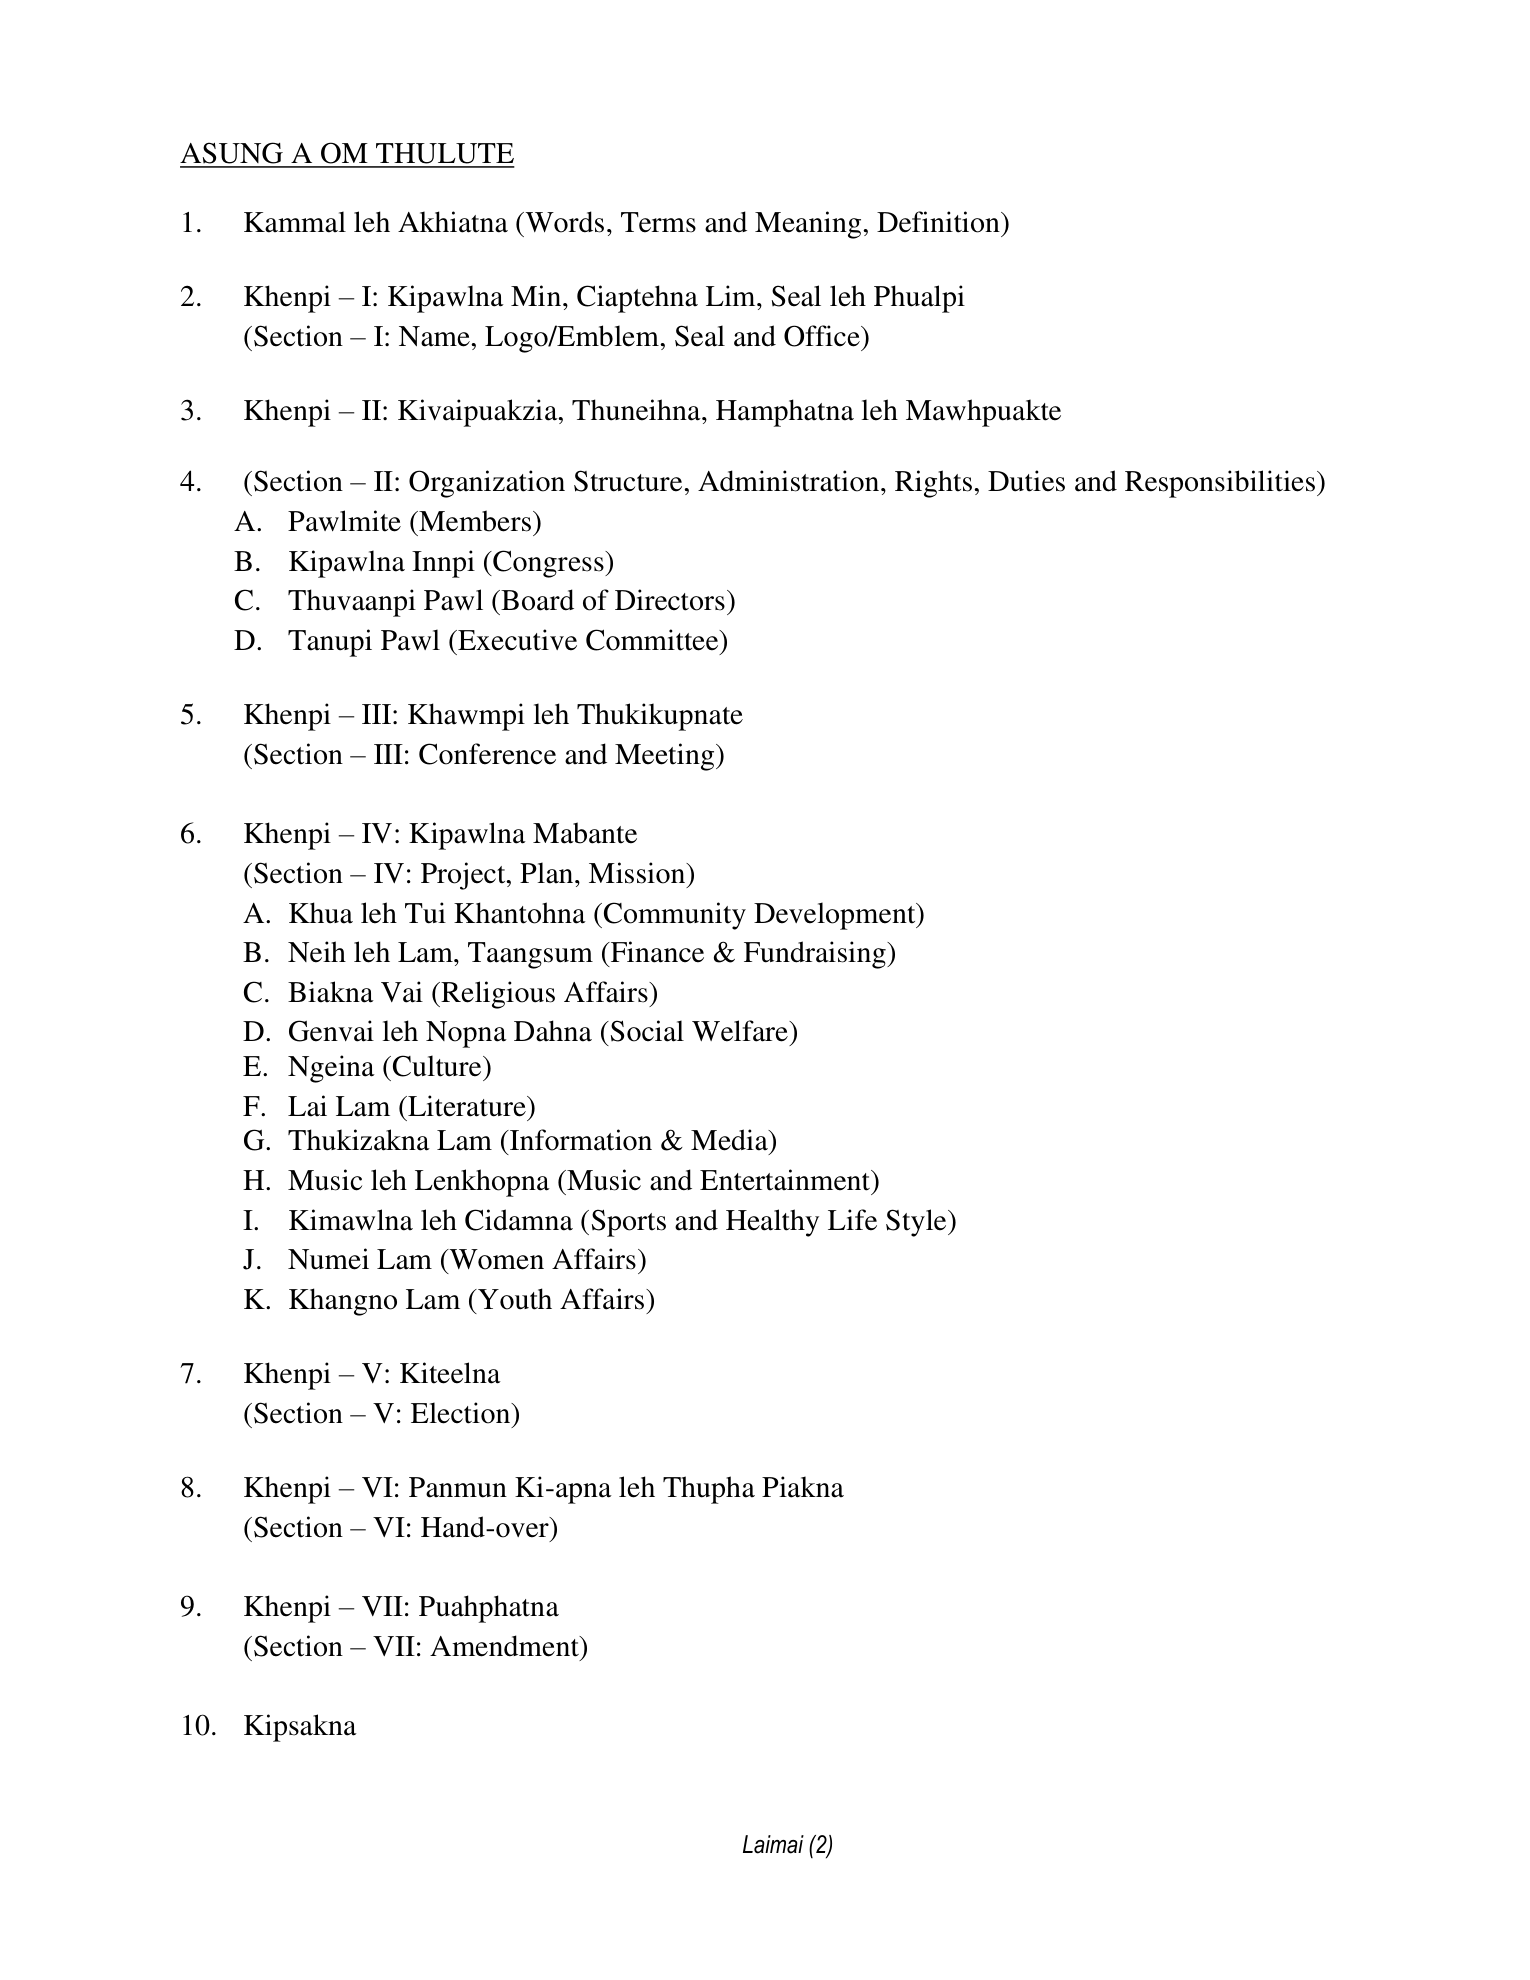 ASUNG A OM THULUTE
1. Kammal leh Akhiatna (Words, Terms and Meaning, Definition)
2. Khenpi – I: Kipawlna Min, Ciaptehna Lim, Seal leh Phualpi
(Section – I: Name, Logo/Emblem, Seal and Office)
3. Khenpi – II: Kivaipuakzia, Thuneihna, Hamphatna leh Mawhpuakte
4. (Section – II: Organization Structure, Administration, Rights, Duties and Responsibilities)
A. Pawlmite (Members)
B. Kipawlna Innpi (Congress)
C. Thuvaanpi Pawl (Board of Directors)
D. Tanupi Pawl (Executive Committee)
5. Khenpi – III: Khawmpi leh Thukikupnate
(Section – III: Conference and Meeting)
6. Khenpi – IV: Kipawlna Mabante
(Section – IV: Project, Plan, Mission)
A. Khua leh Tui Khantohna (Community Development)
B. Neih leh Lam, Taangsum (Finance & Fundraising)
C. Biakna Vai (Religious Affairs)
D. Genvai leh Nopna Dahna (Social Welfare)
E. Ngeina (Culture)
F. Lai Lam (Literature)
G. Thukizakna Lam (Information & Media)
H. Music leh Lenkhopna (Music and Entertainment)
I. Kimawlna leh Cidamna (Sports and Healthy Life Style)
J. Numei Lam (Women Affairs)
K. Khangno Lam (Youth Affairs)
7. Khenpi – V: Kiteelna
(Section – V: Election)
8. Khenpi – VI: Panmun Ki-apna leh Thupha Piakna
(Section – VI: Hand-over)
9. Khenpi – VII: Puahphatna
(Section – VII: Amendment)
10. Kipsakna
Laimai (2)